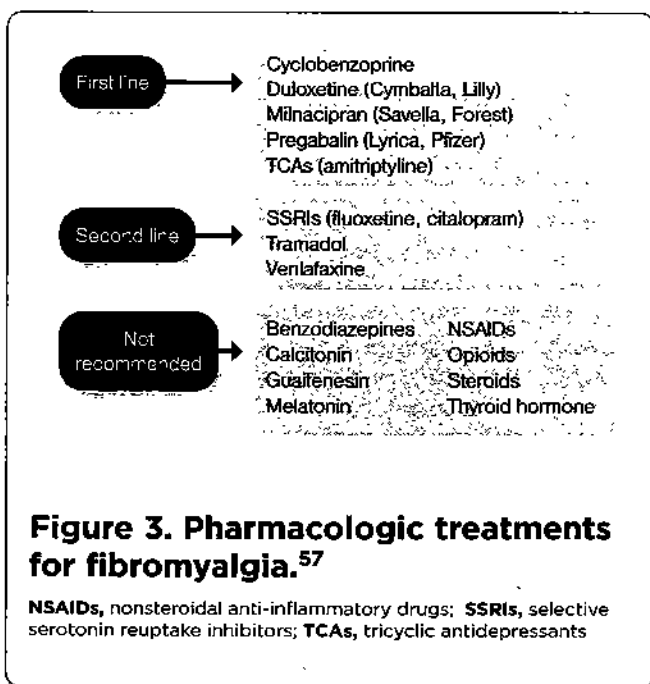 First line
Cyclobenzoprine
Duloxetine (Cymbalta, Lilly)
Milnacipran (Savella, Forest)
Pregabalin (Lyrica, Pfizer)
TCAs (amitriptyline)
Second line
SSRIs (fluoxetine, citalopram)
Tramadol
Venlafaxine
Not
recommended
Benzodiazepines NSAIDs
Calcitonin Opioids
Guaifenesin Steroids
Melatonin Thyroid hormone
Figure 3. Pharmacologic treatments
for fibromyalgia.57
NSAIDs, nonsteroidal anti-inflammatory drugs; SSRIs, selective
serotonin reuptake inhibitors; TCAs, tricyclic antidepressants